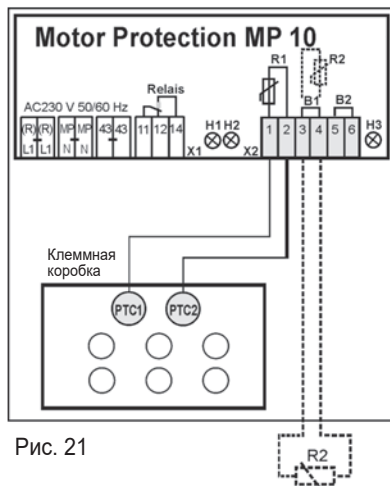 Motor Protection MP 10
R1
R2
Relais
AC230 V 50/60 Hz
H1 H2
B1 B2
H3
(R) (R) MP MP 43 43 11 12 14
L1 L1 N N
X1 X2
1 2 3 4 5 6
Клеммная
коробка
PTC1 PTC2
Рис. 21
R2